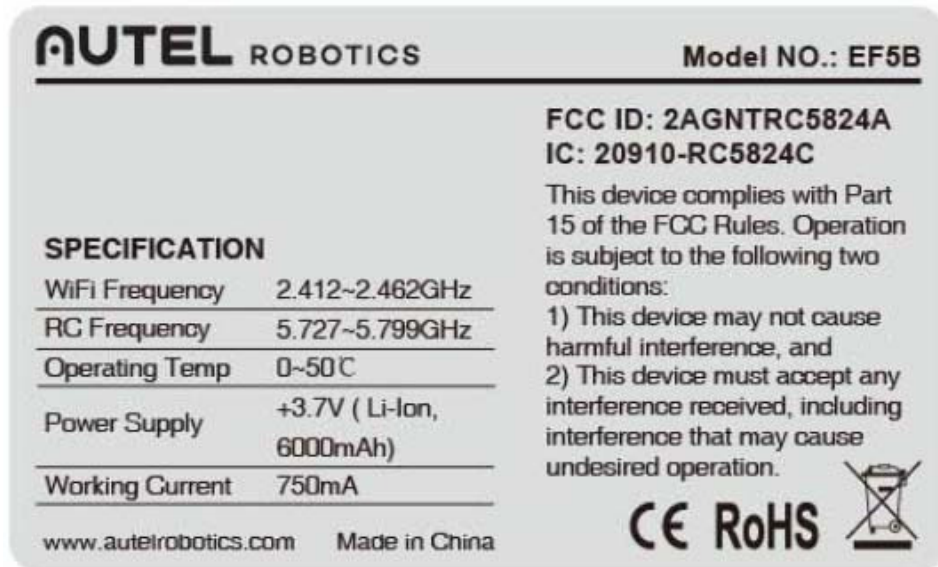 AUTEL ROBOTICS
Model NO.: EF5B
FCC ID: 2AGNTRC5824A
IC: 20910-RC5824C
This device complies with Part
15 of the FCC Rules. Operation
is subject to the following two
conditions:
1) This device may not cause
harmful interference, and
2) This device must accept any
interference received, including
interference that may cause
undesired operation.
SPECIFICATION
WiFi Frequency 2.412~2.462GHz
RC Frequency 5.727~5.799GHz
Operating Temp 0~50℃
Power Supply +3.7V ( Li-Ion,
6000mAh)
Working Current 750mA
www.autelrobotics.com Made in China
CE RoHS